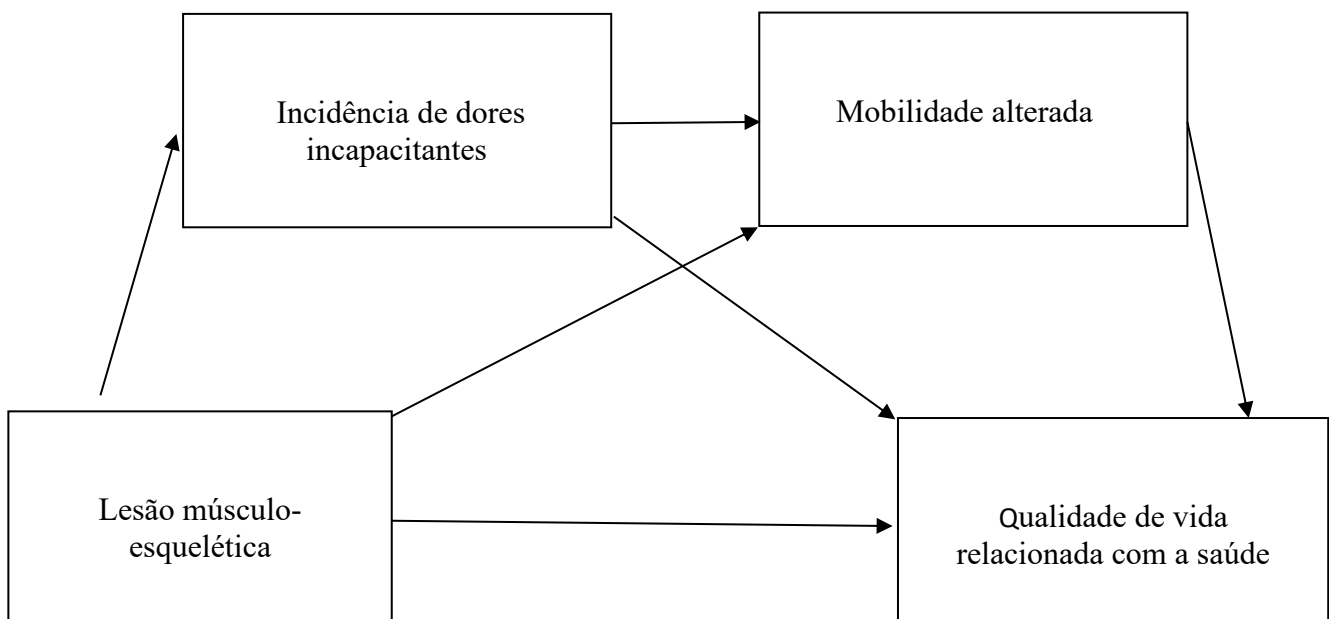 Incidência de dores
incapacitantes
Mobilidade alterada
Lesão músculo-
esquelética
Qualidade de vida
relacionada com a saúde